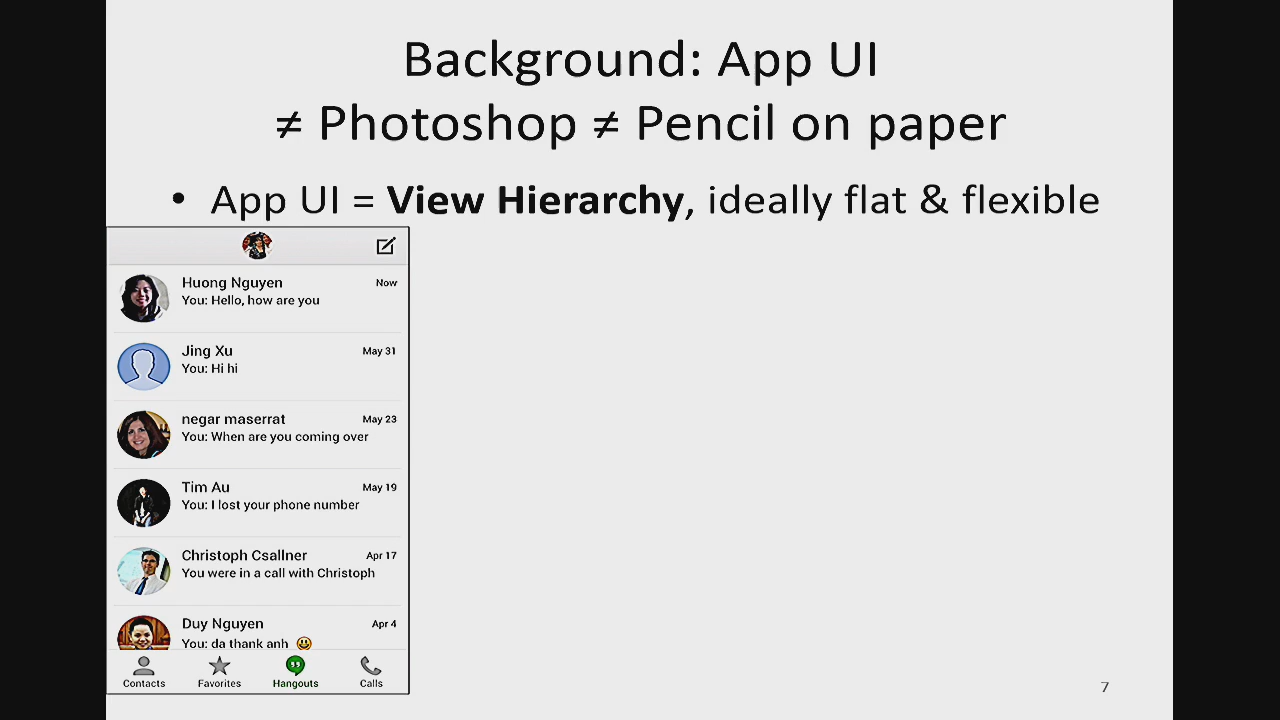 Background: App UI
≠ Photoshop ≠ Pencil on paper
• App UI = View Hierarchy, ideally flat & flexible
Huong Nguyen Now
You: Hello, how are you
Jing Xu May 31
You: Hi hi
negar maserrat May 23
You: When are you coming over
Tim Au May 19
You: I lost your phone number
Christoph Csallner Apr 17
You were in a call with Christoph
Duy Nguyen Apr 4
You: da thank anh 😃
Contacts Favorites Hangouts Calls
7